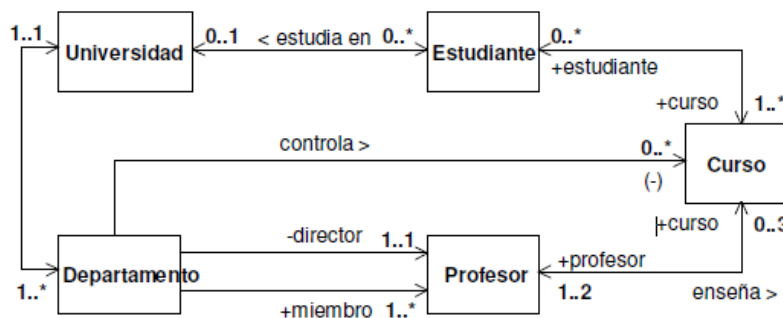 1..1
Universidad
0..1
< estudia en
0..*
Estudiante
0..*
+estudiante
+curso
1..*
controla >
0..*
(-)
Curso
+curso
0..3
-director
1..1
Departamento
Profesor
+profesor
1..*
+miembro
1..*
1..2
enseña >